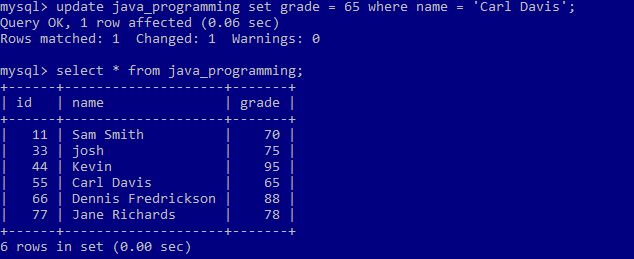 mysql> update java_programming set grade = 65 where name = 'Carl Davis';
Query OK, 1 row affected (0.06 sec)
Rows matched: 1  Changed: 1  Warnings: 0
mysql> select * from java_programming;
+------+--------------------+-------+
| id   | name               | grade |
+------+--------------------+-------+
|   11 | Sam Smith          |    70 |
|   33 | josh               |    75 |
|   44 | Kevin              |    95 |
|   55 | Carl Davis         |    65 |
|   66 | Dennis Fredrickson |    88 |
|   77 | Jane Richards      |    78 |
+------+--------------------+-------+
6 rows in set (0.00 sec)